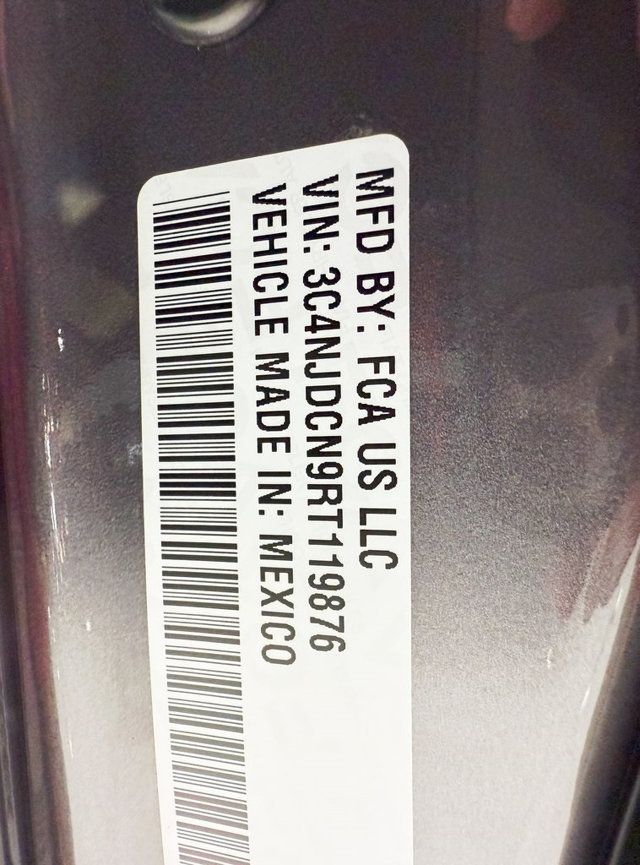 MFD BY: FCA US LLC
VIN: 3C4NJDCN9RT119876
VEHICLE MADE IN: MEXICO